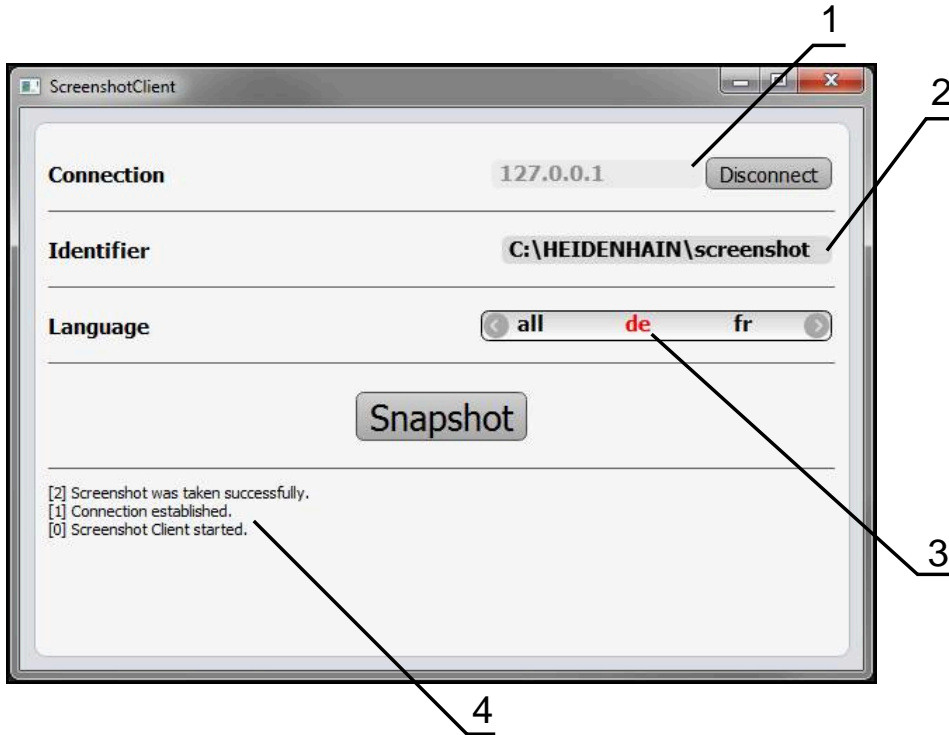 1
ScreenshotClient
2
Connection 127.0.0.1 Disconnect
Identifier C:\HEIDENHAIN\screenshot
Language all de fr
Snapshot
[2] Screenshot was taken successfully.
[1] Connection established.
[0] Screenshot Client started.
3
4